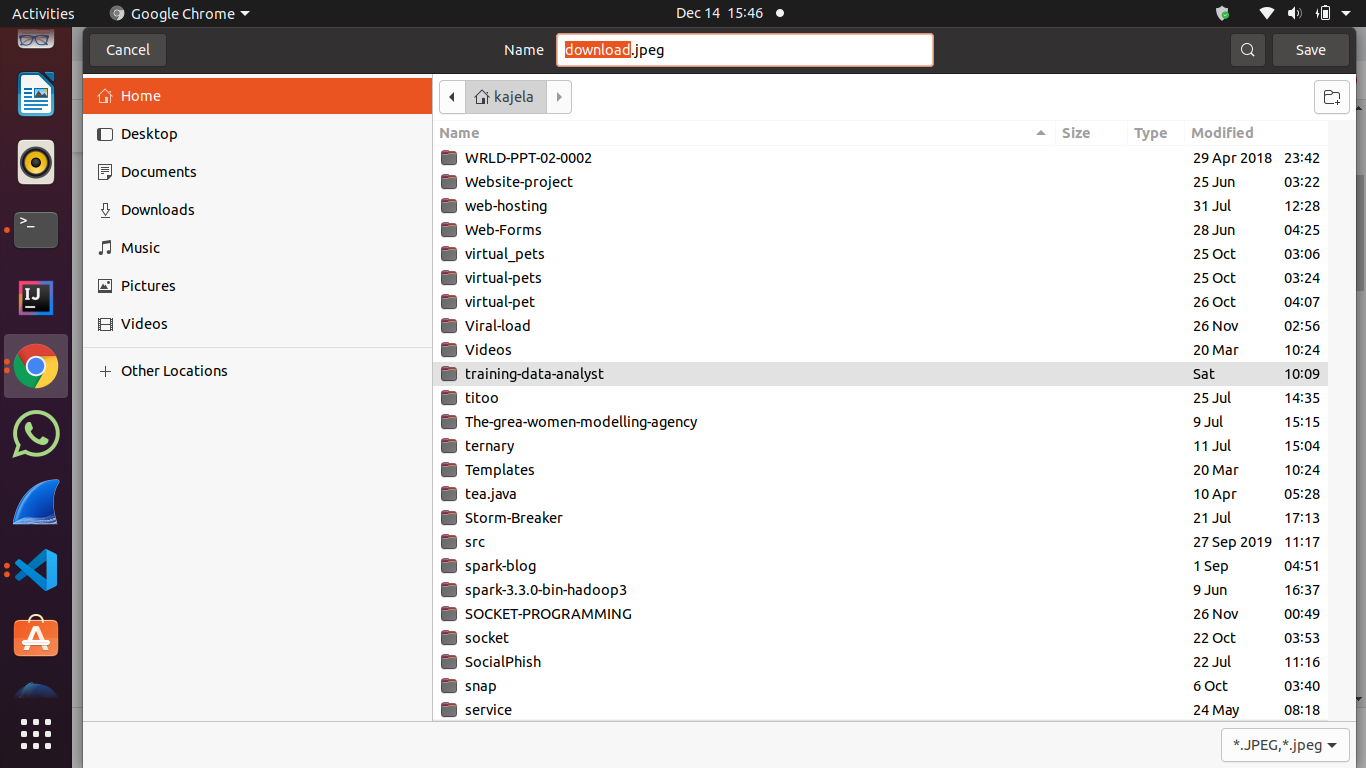 Activities Google Chrome Dec 14 15:46
Cancel Name download.jpeg Save
Home
Desktop
Documents
Downloads
Music
Pictures
Videos
Other Locations
kajela
Name Size Type Modified
WRLD-PPT-02-0002 29 Apr 2018 23:42
Website-project 25 Jun 03:22
web-hosting 31 Jul 12:28
Web-Forms 28 Jun 04:25
virtual_pets 25 Oct 03:06
virtual-pets 25 Oct 03:24
virtual-pet 26 Oct 04:07
Viral-load 26 Nov 02:56
Videos 20 Mar 10:24
training-data-analyst Sat 10:09
titoo 25 Jul 14:35
The-grea-women-modelling-agency 9 Jul 15:15
ternary 11 Jul 15:04
Templates 20 Mar 10:24
tea.java 10 Apr 05:28
Storm-Breaker 21 Jul 17:13
src 27 Sep 2019 11:17
spark-blog 1 Sep 04:51
spark-3.3.0-bin-hadoop3 9 Jun 16:37
SOCKET-PROGRAMMING 26 Nov 00:49
socket 22 Oct 03:53
SocialPhish 22 Jul 11:16
snap 6 Oct 03:40
service 24 May 08:18
*.JPEG,*.jpeg
>_
IJ